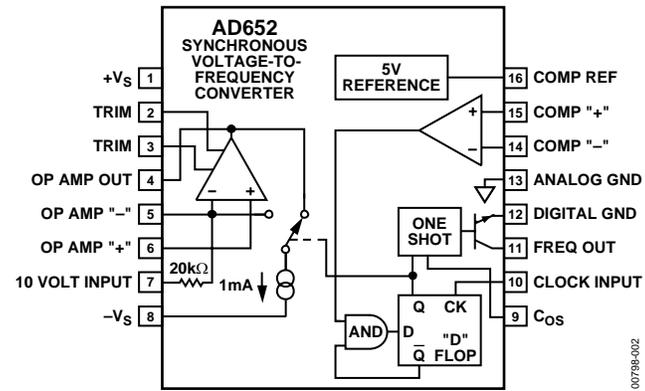 AD652
SYNCHRONOUS
VOLTAGE-TO-
FREQUENCY
CONVERTER
+VS 1
TRIM 2
TRIM 3
OP AMP OUT 4
OP AMP "–" 5
OP AMP "+" 6
10 VOLT INPUT 7
–VS 8
5V
REFERENCE
16 COMP REF
15 COMP "+"
14 COMP "–"
13 ANALOG GND
12 DIGITAL GND
11 FREQ OUT
10 CLOCK INPUT
9 COS
+
–
– +
20kΩ
1mA
ONE
SHOT
AND
Q CK
D "D"
Q FLOP
00798-002